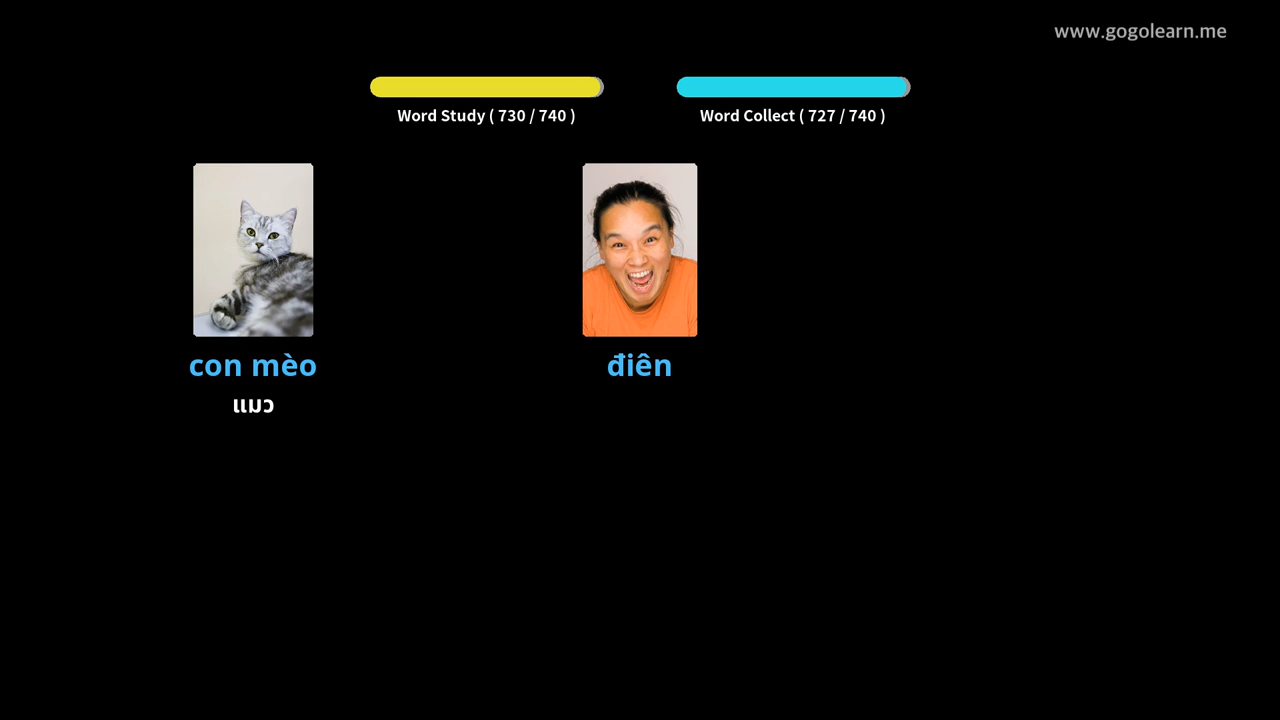 www.gogolearn.me
Word Study ( 730 / 740 )
Word Collect ( 727 / 740 )
con mèo
điên
แมว